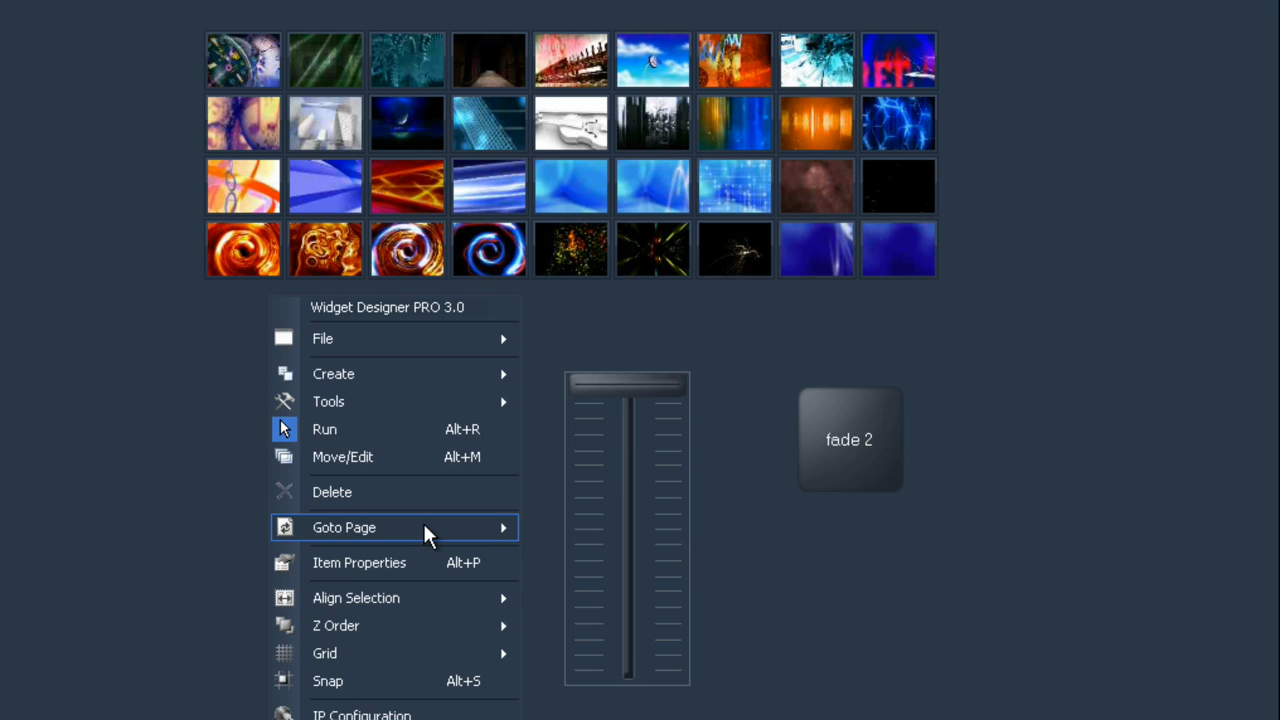 Widget Designer PRO 3.0
File
Create
Tools
Run Alt+R
Move/Edit Alt+M
Delete
Goto Page
Item Properties Alt+P
Align Selection
Z Order
Grid
Snap Alt+S
IP Configuration
fade 2